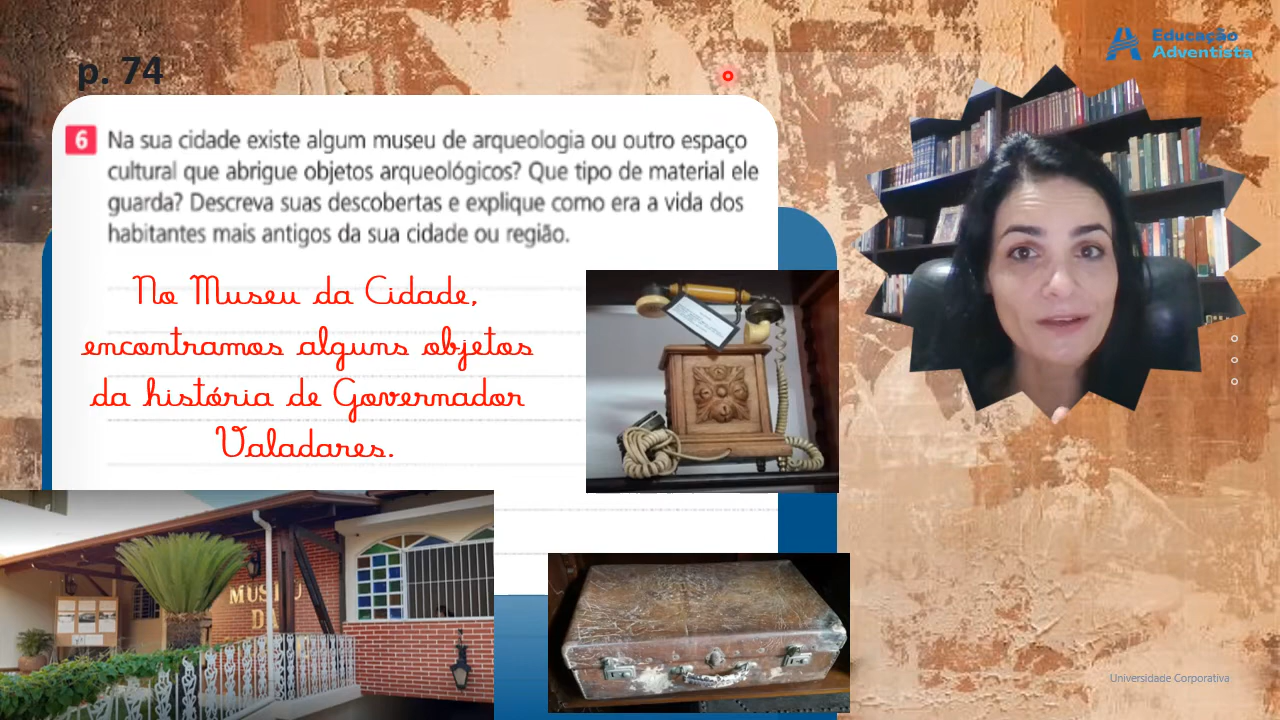 p. 74
Educação
Adventista
6 Na sua cidade existe algum museu de arqueologia ou outro espaço
cultural que abrigue objetos arqueológicos? Que tipo de material ele
guarda? Descreva suas descobertas e explique como era a vida dos
habitantes mais antigos da sua cidade ou região.
No Museu da Cidade,
encontramos alguns objetos
da história de Governador
Valadares.
MUSEU
DA
Universidade Corporativa